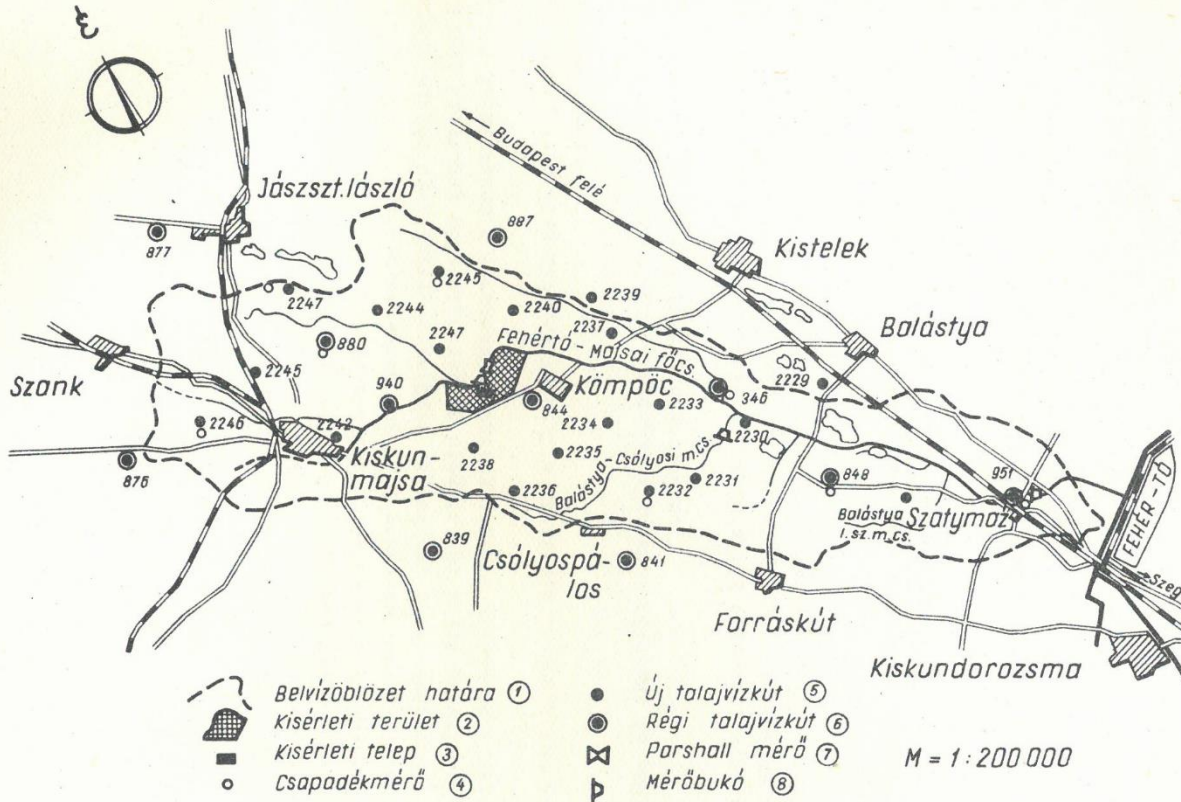 É
Jászszt.lászló
877
887
Budapest felé
Kistelek
Balástya
2247
2244
2245
2240
2239
2237
880
2247
Fehértó-Majsai főcs.
Szank
2245
940
Kömpöc
844
346
2229
2233
2234
2230
2246
2242
Kiskun-
majsa
876
2238
2235
Balástya-Csólyosi m.cs.
2236
2232
2231
848
951
Balástya
I.sz.m.cs.
Szatymaz
FEHÉR-TÓ
839
Csólyospá-
los
841
Forráskút
Szeg
Kiskundorozsma
Belvízöblözet határa ①
Kisérleti terület ②
Kisérleti telep ③
Csapadékmérő ④
Új talajvízkút ⑤
Régi talajvízkút ⑥
Parshall mérő ⑦
Mérőbukó ⑧
M = 1:200 000